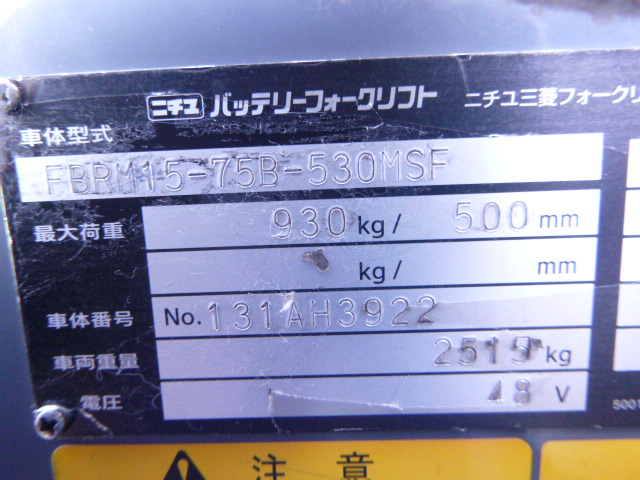 ニチユ バッテリーフォークリフト ニチユ三菱フォークリ
車体型式
FBRM15-75B-530MSF
最大荷重 930 kg/ 500 mm
kg/ mm
車体番号 No. 131AH3922
車両重量 2515 kg
電圧 48 V
注意